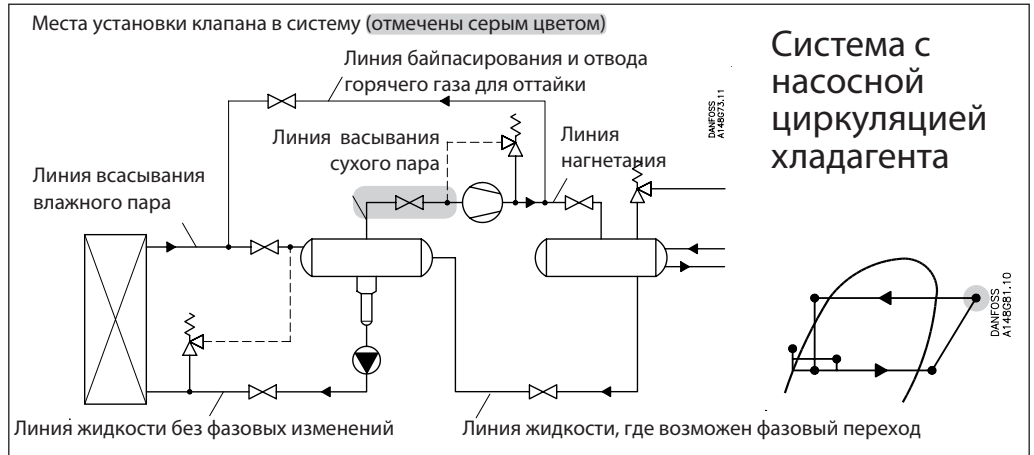 Места установки клапана в систему (отмечены серым цветом)
Линия байпасирования и отвода
горячего газа для оттайки
Система с
насосной
циркуляцией
хладагента
DANFOSS
A148G73.11
Линия васывания
сухого пара
Линия
нагнетания
Линия всасывания
влажного пара
DANFOSS
A148G81.10
Линия жидкости без фазовых изменений
Линия жидкости, где возможен фазовый переход